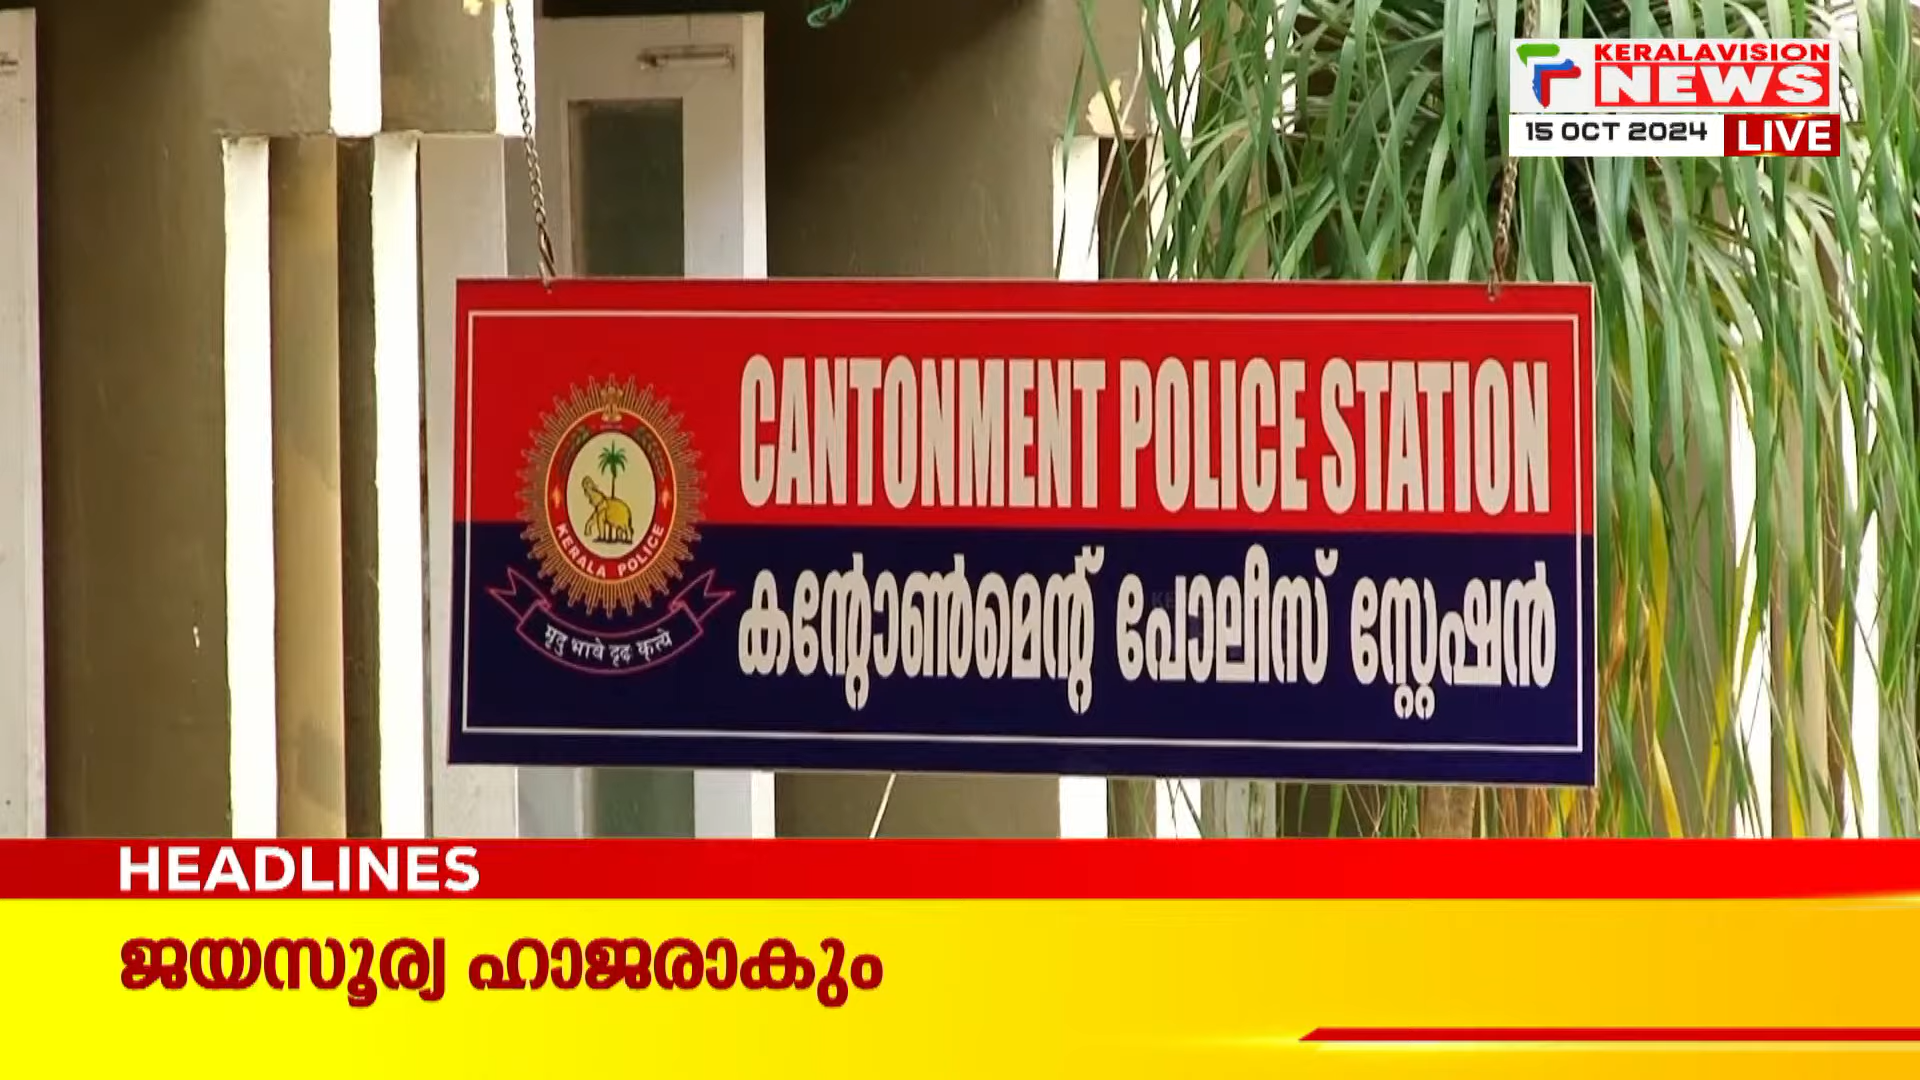 KERALAVISION
NEWS
15 OCT 2024 LIVE
CANTONMENT POLICE STATION
കന്റോൺമെന്റ് പോലീസ് സ്റ്റേഷൻ
KERALA POLICE
मृदु भावे दृढ कृत्ये
HEADLINES
ജയസൂര്യ ഹാജരാകും